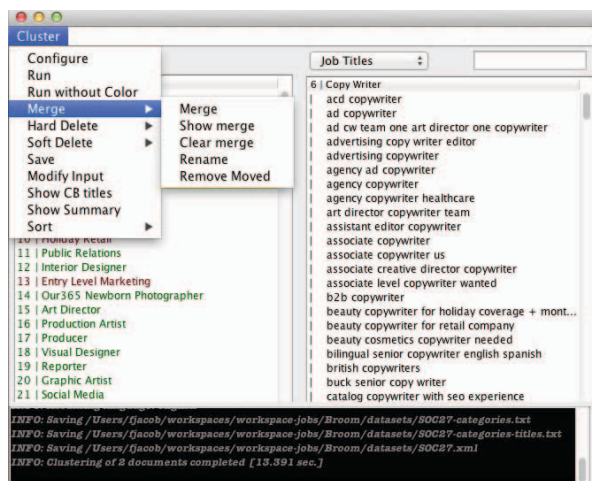 Cluster
Configure
Run
Run without Color
Merge
Hard Delete
Soft Delete
Save
Modify Input
Show CB titles
Show Summary
Sort
Merge
Show merge
Clear merge
Rename
Remove Moved
10 | Holiday Retail
11 | Public Relations
12 | Interior Designer
13 | Entry Level Marketing
14 | Our365 Newborn Photographer
15 | Art Director
16 | Production Artist
17 | Producer
18 | Visual Designer
19 | Reporter
20 | Graphic Artist
21 | Social Media
Job Titles
6 | Copy Writer
| acd copywriter
| ad copywriter
| ad cw team one art director one copywriter
| advertising copy writer editor
| advertising copywriter
| agency ad copywriter
| agency copywriter
| agency copywriter healthcare
| art director copywriter team
| assistant editor copywriter
| associate copywriter
| associate copywriter us
| associate creative director copywriter
| associate level copywriter wanted
| b2b copywriter
| beauty copywriter for holiday coverage + mont...
| beauty copywriter for retail company
| beauty cosmetics copywriter needed
| bilingual senior copywriter english spanish
| british copywriters
| buck senior copy writer
| catalog copywriter with seo experience
INFO: Saving /Users/fjacob/workspaces/workspace-jobs/Broom/datasets/SOC27-categories.txt
INFO: Saving /Users/fjacob/workspaces/workspace-jobs/Broom/datasets/SOC27-categories-titles.txt
INFO: Saving /Users/fjacob/workspaces/workspace-jobs/Broom/datasets/SOC27.xml
INFO: Clustering of 2 documents completed [13.391 sec.]